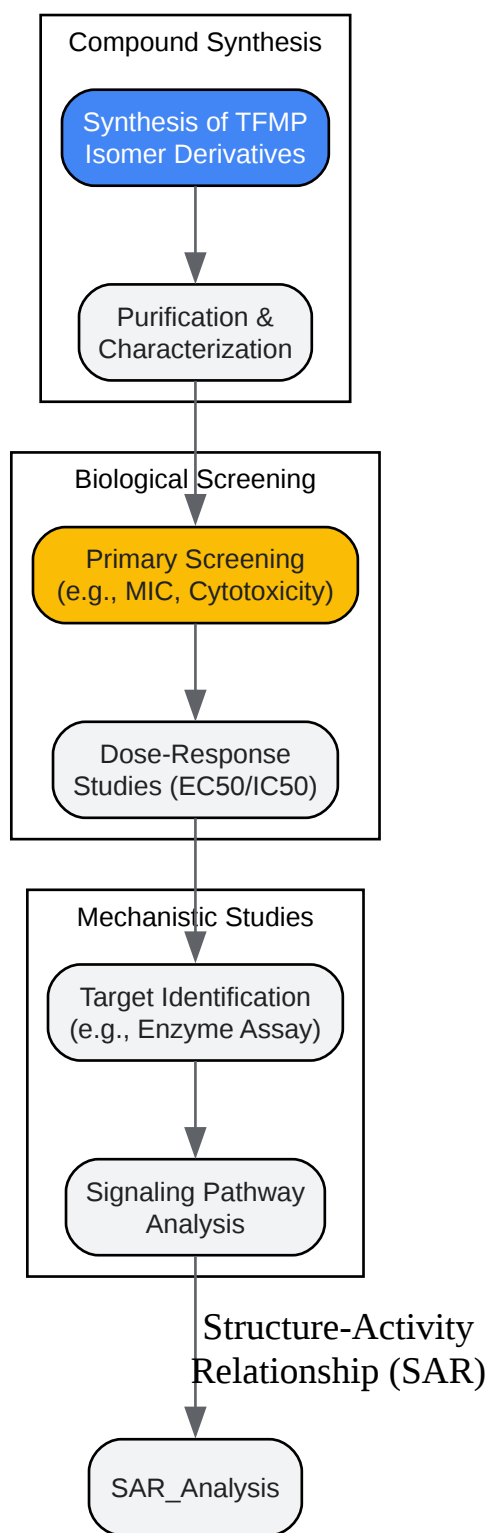 Compound Synthesis
Synthesis of TFMP
Isomer Derivatives
Purification &
Characterization
Biological Screening
Primary Screening
(e.g., MIC, Cytotoxicity)
Dose-Response
Studies (EC50/IC50)
Mechanistic Studies
Target Identification
(e.g., Enzyme Assay)
Signaling Pathway
Analysis
Structure-Activity
Relationship (SAR)
SAR_Analysis